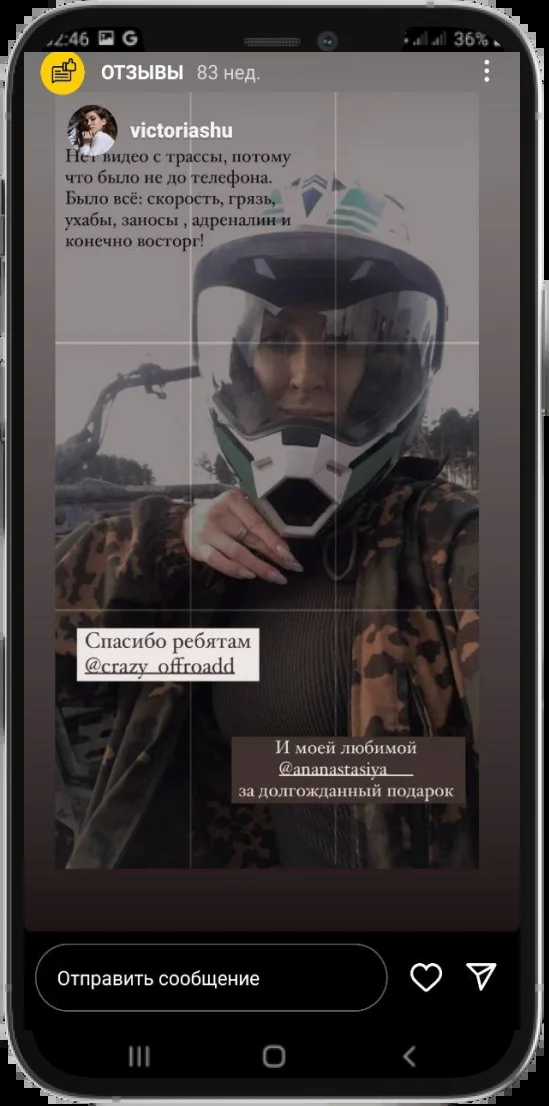 2:46 G 36%
ОТЗЫВЫ 83 нед.
victoriashu
Нет видео с трассы, потому
что было не до телефона.
Было всё: скорость, грязь,
ухабы, заносы , адреналин и
конечно восторг!
Спасибо ребятам
@crazy_offroadd
И моей любимой
@ananastasiya___
за долгожданный подарок
Отправить сообщение